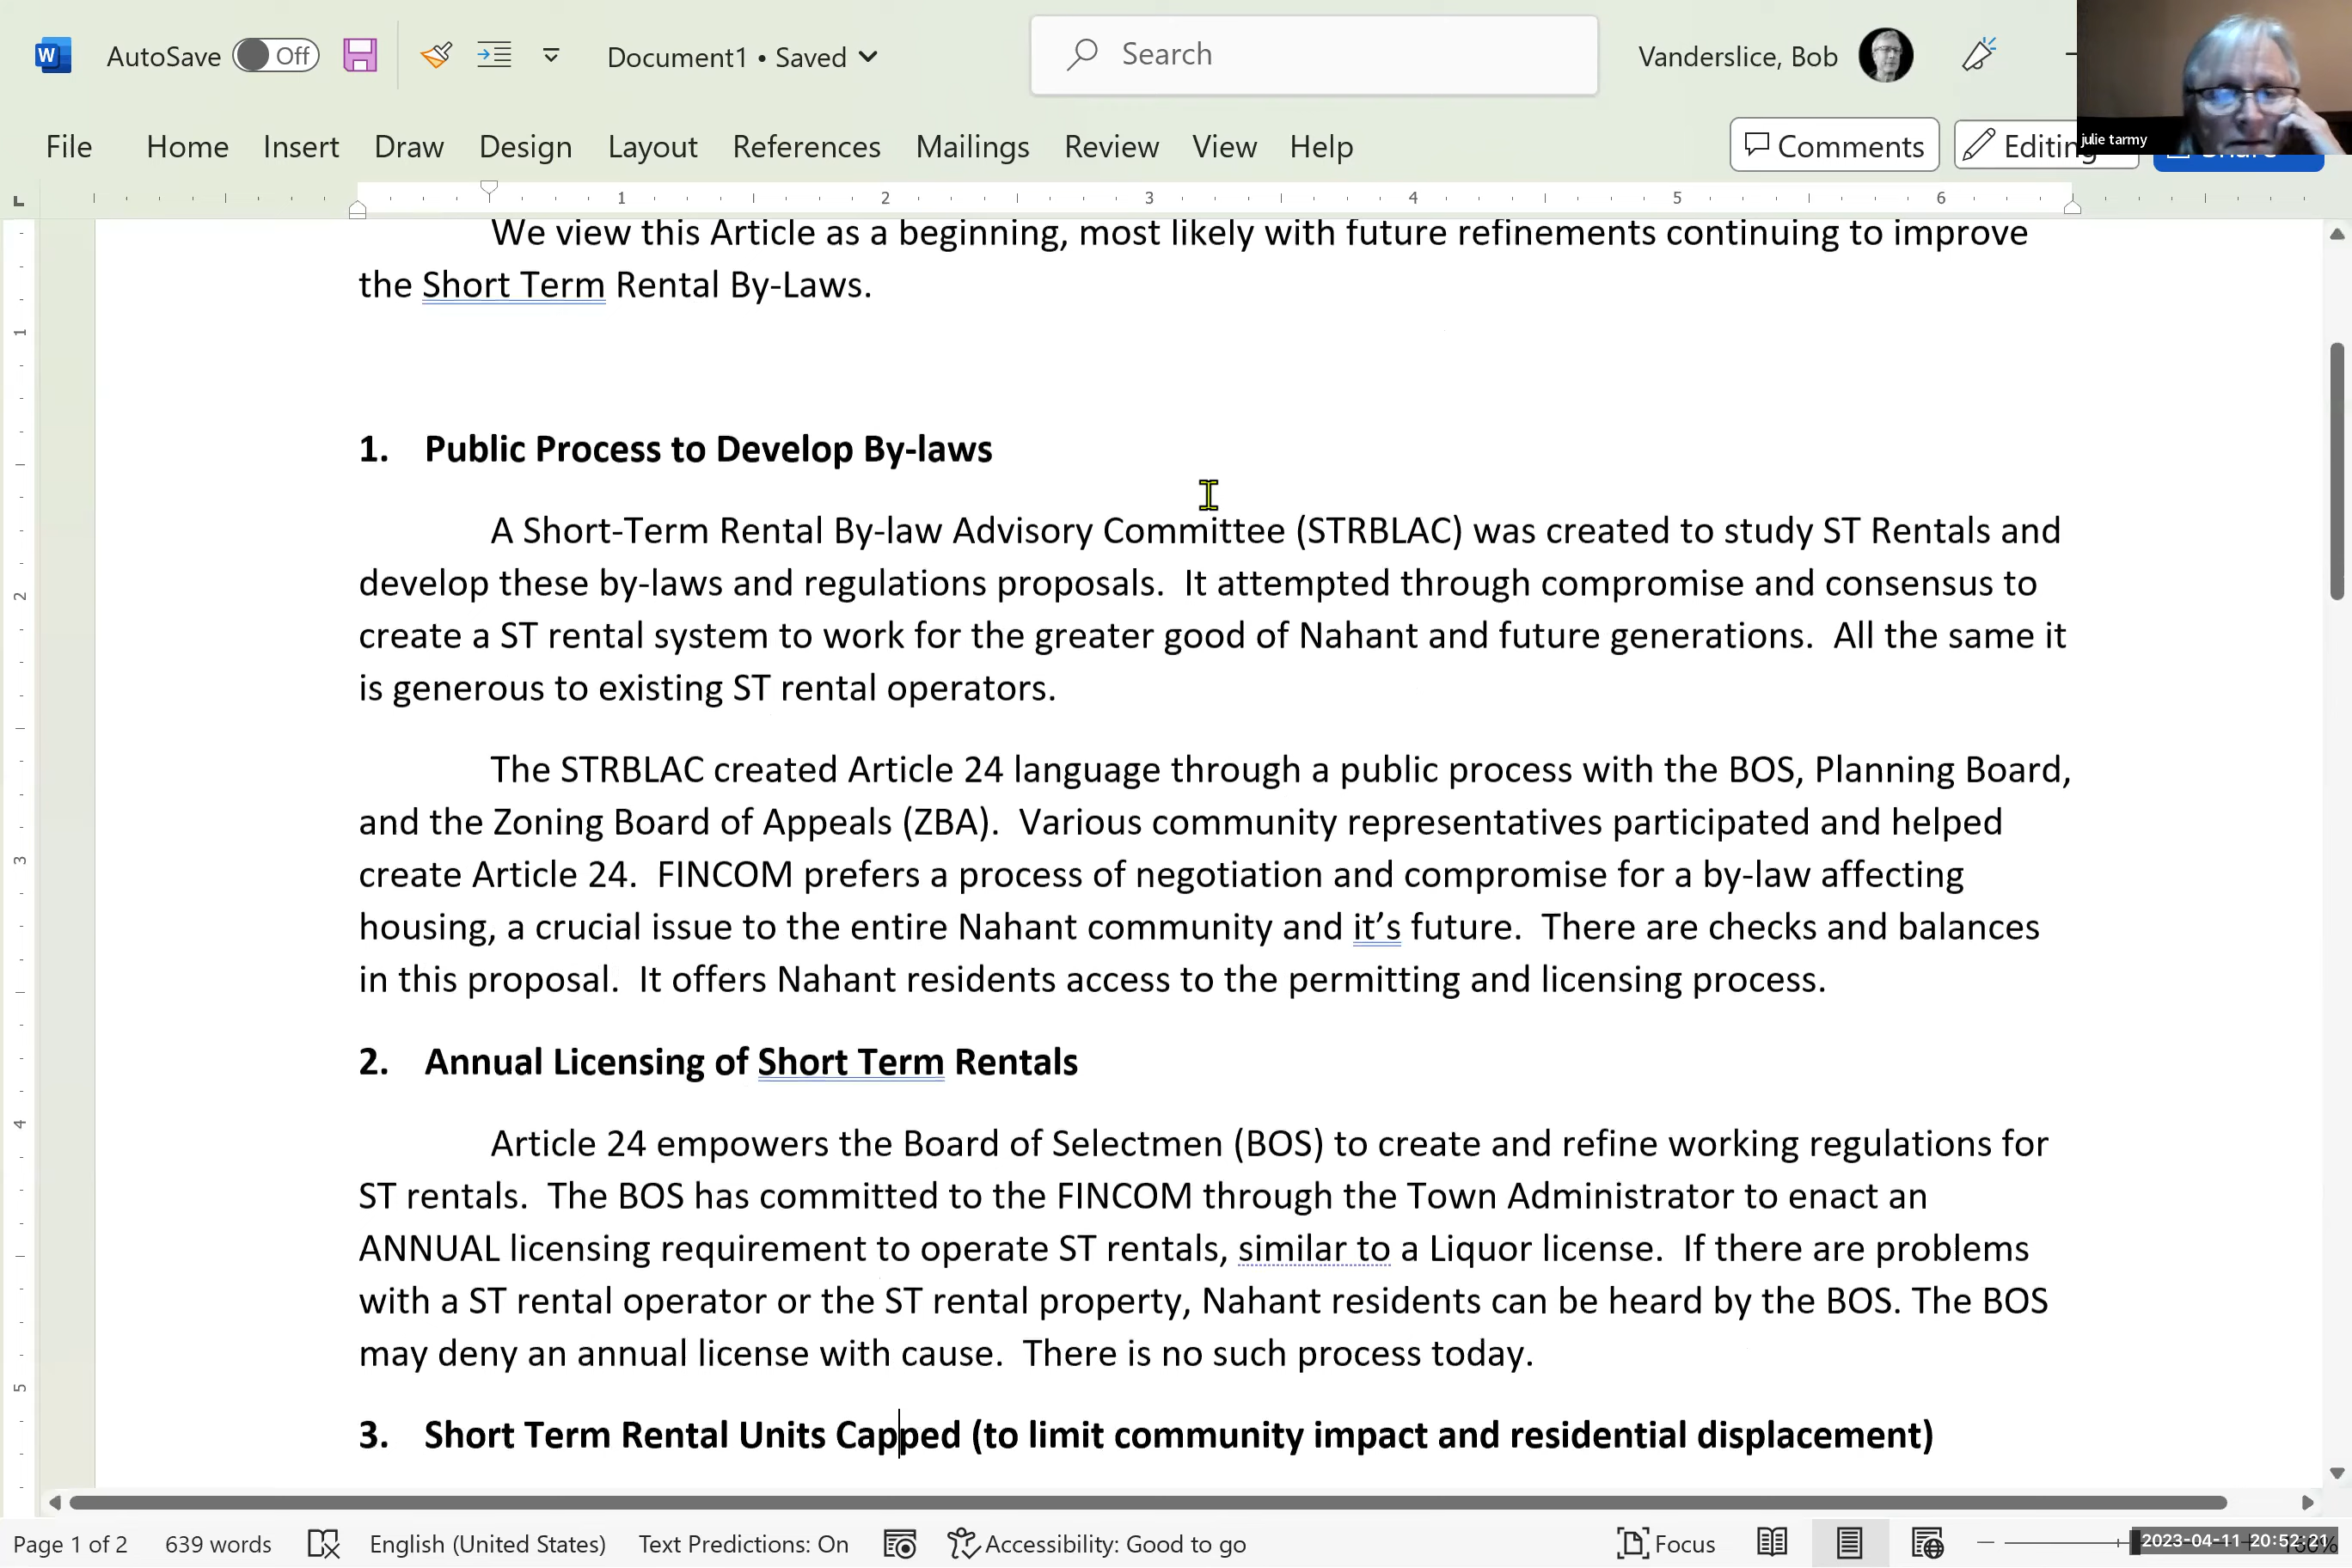 AutoSave Off Document1 • Saved Search Vanderslice, Bob
File Home Insert Draw Design Layout References Mailings Review View Help Comments Editing
julie tarmy
1 2 3 4 5 6
We view this Article as a beginning, most likely with future refinements continuing to improve
the Short Term Rental By-Laws.
1. Public Process to Develop By-laws
A Short-Term Rental By-law Advisory Committee (STRBLAC) was created to study ST Rentals and
develop these by-laws and regulations proposals. It attempted through compromise and consensus to
create a ST rental system to work for the greater good of Nahant and future generations. All the same it
is generous to existing ST rental operators.
The STRBLAC created Article 24 language through a public process with the BOS, Planning Board,
and the Zoning Board of Appeals (ZBA). Various community representatives participated and helped
create Article 24. FINCOM prefers a process of negotiation and compromise for a by-law affecting
housing, a crucial issue to the entire Nahant community and it's future. There are checks and balances
in this proposal. It offers Nahant residents access to the permitting and licensing process.
2. Annual Licensing of Short Term Rentals
Article 24 empowers the Board of Selectmen (BOS) to create and refine working regulations for
ST rentals. The BOS has committed to the FINCOM through the Town Administrator to enact an
ANNUAL licensing requirement to operate ST rentals, similar to a Liquor license. If there are problems
with a ST rental operator or the ST rental property, Nahant residents can be heard by the BOS. The BOS
may deny an annual license with cause. There is no such process today.
3. Short Term Rental Units Capped (to limit community impact and residential displacement)
1
2
3
4
5
Page 1 of 2 639 words English (United States) Text Predictions: On Accessibility: Good to go Focus 2023-04-11 20:52:21